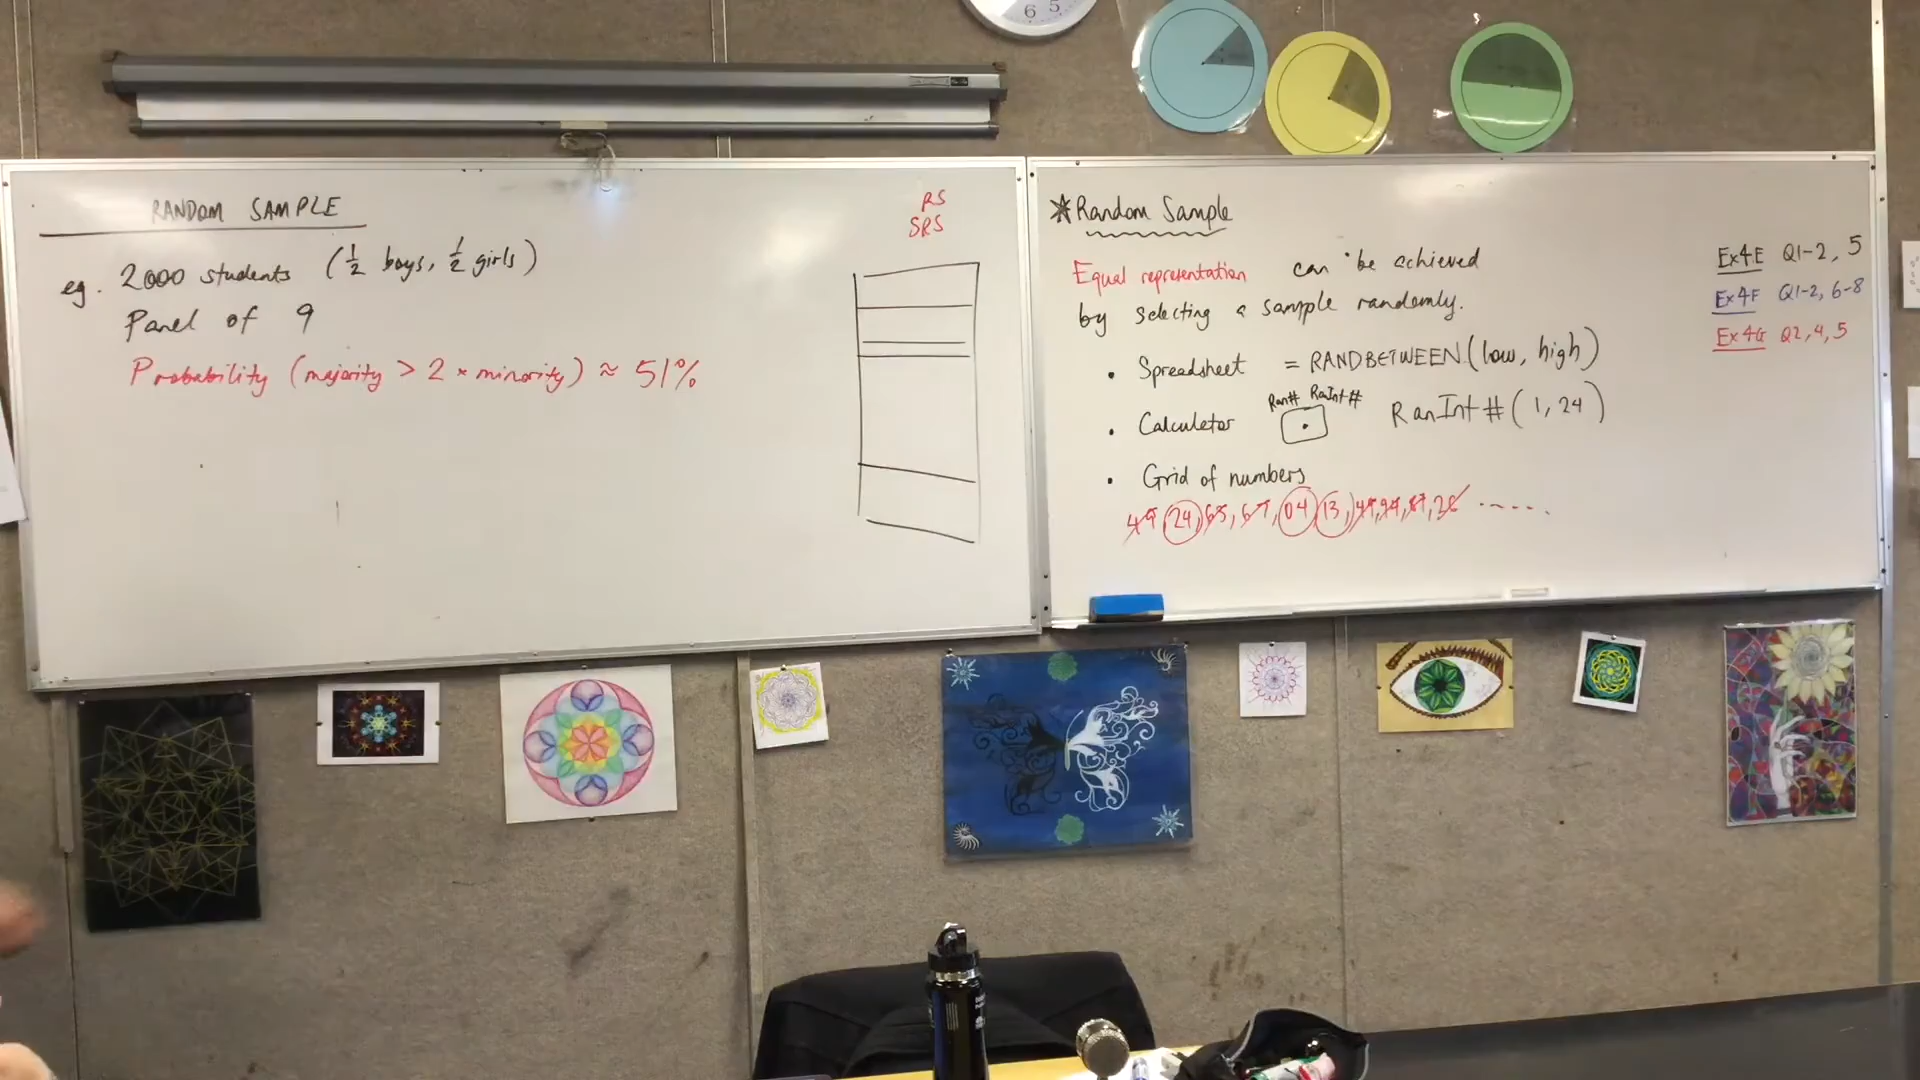 6 5
RANDOM SAMPLE
eg. 2000 students (1/2 boys, 1/2 girls)
Panel of 9
Probability (majority > 2 × minority) ≈ 51%
RS
SRS
*Random Sample
Equal representation can be achieved
by selecting a sample randomly.
• Spreadsheet = RANDBETWEEN (low, high)
Ran# RanInt#
• Calculator . RanInt#(1, 24)
• Grid of numbers
49 24, 65, 67, 04 13,
Ex4E Q1-2, 5
Ex4F Q1-2, 6-8
Ex4G Q2, 4, 5